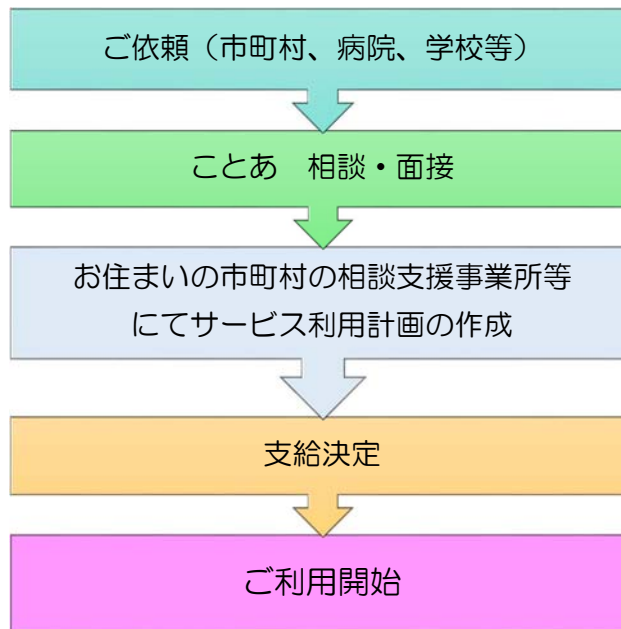 ご依頼（市町村、病院、学校等）
ことあ　相談・面接
お住まいの市町村の相談支援事業所等
にてサービス利用計画の作成
支給決定
ご利用開始